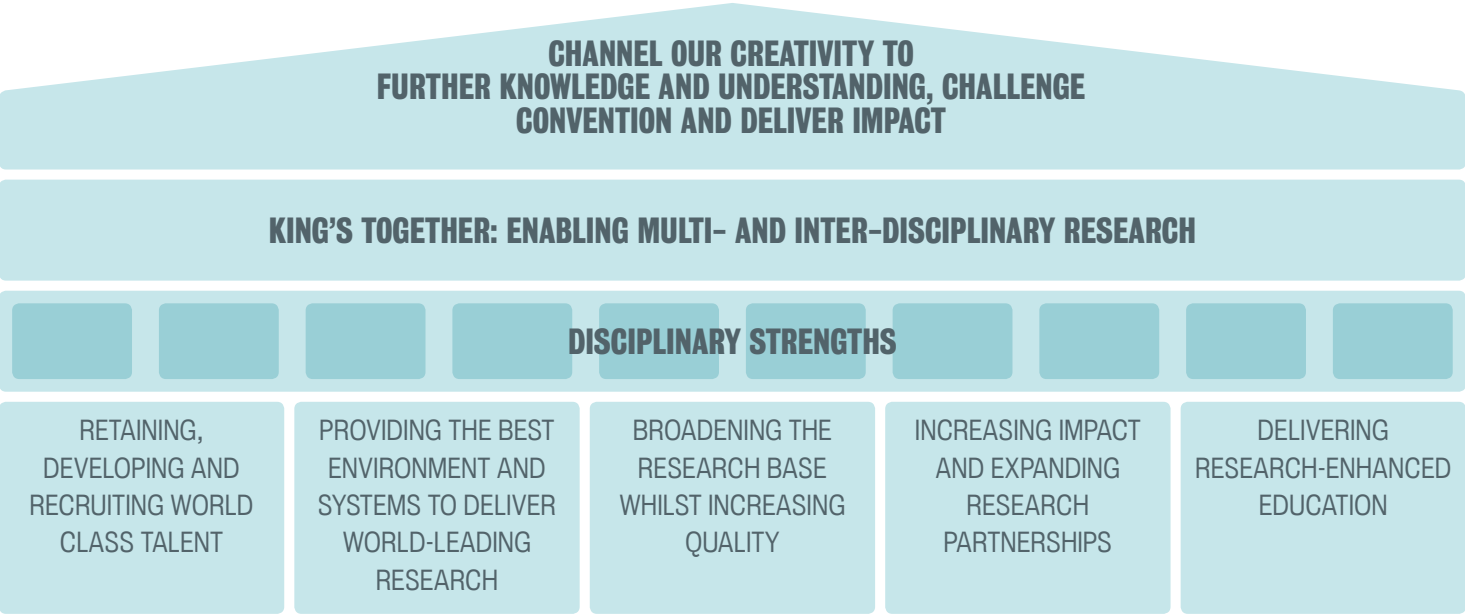 CHANNEL OUR CREATIVITY TO
FURTHER KNOWLEDGE AND UNDERSTANDING, CHALLENGE
CONVENTION AND DELIVER IMPACT
KING'S TOGETHER: ENABLING MULTI- AND INTER-DISCIPLINARY RESEARCH
DISCIPLINARY STRENGTHS
RETAINING,
DEVELOPING AND
RECRUITING WORLD
CLASS TALENT
PROVIDING THE BEST
ENVIRONMENT AND
SYSTEMS TO DELIVER
WORLD-LEADING
RESEARCH
BROADENING THE
RESEARCH BASE
WHILST INCREASING
QUALITY
INCREASING IMPACT
AND EXPANDING
RESEARCH
PARTNERSHIPS
DELIVERING
RESEARCH-ENHANCED
EDUCATION